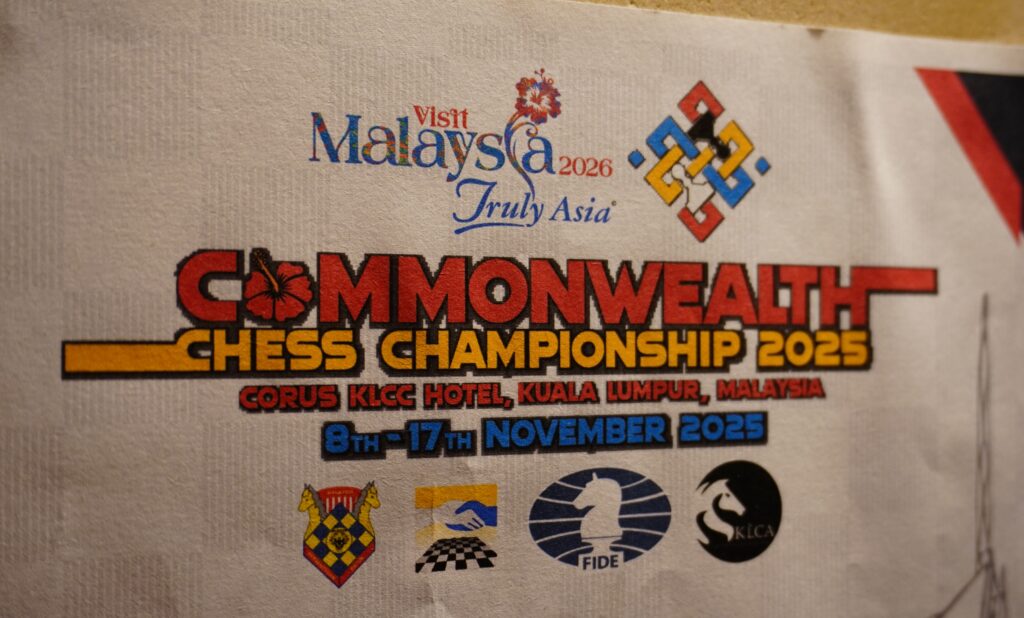 Visit
Malaysia 2026
Truly Asia
COMMONWEALTH
CHESS CHAMPIONSHIP 2025
CORUS KLCC HOTEL, KUALA LUMPUR, MALAYSIA
8TH - 17TH NOVEMBER 2025
FIDE
KLCA